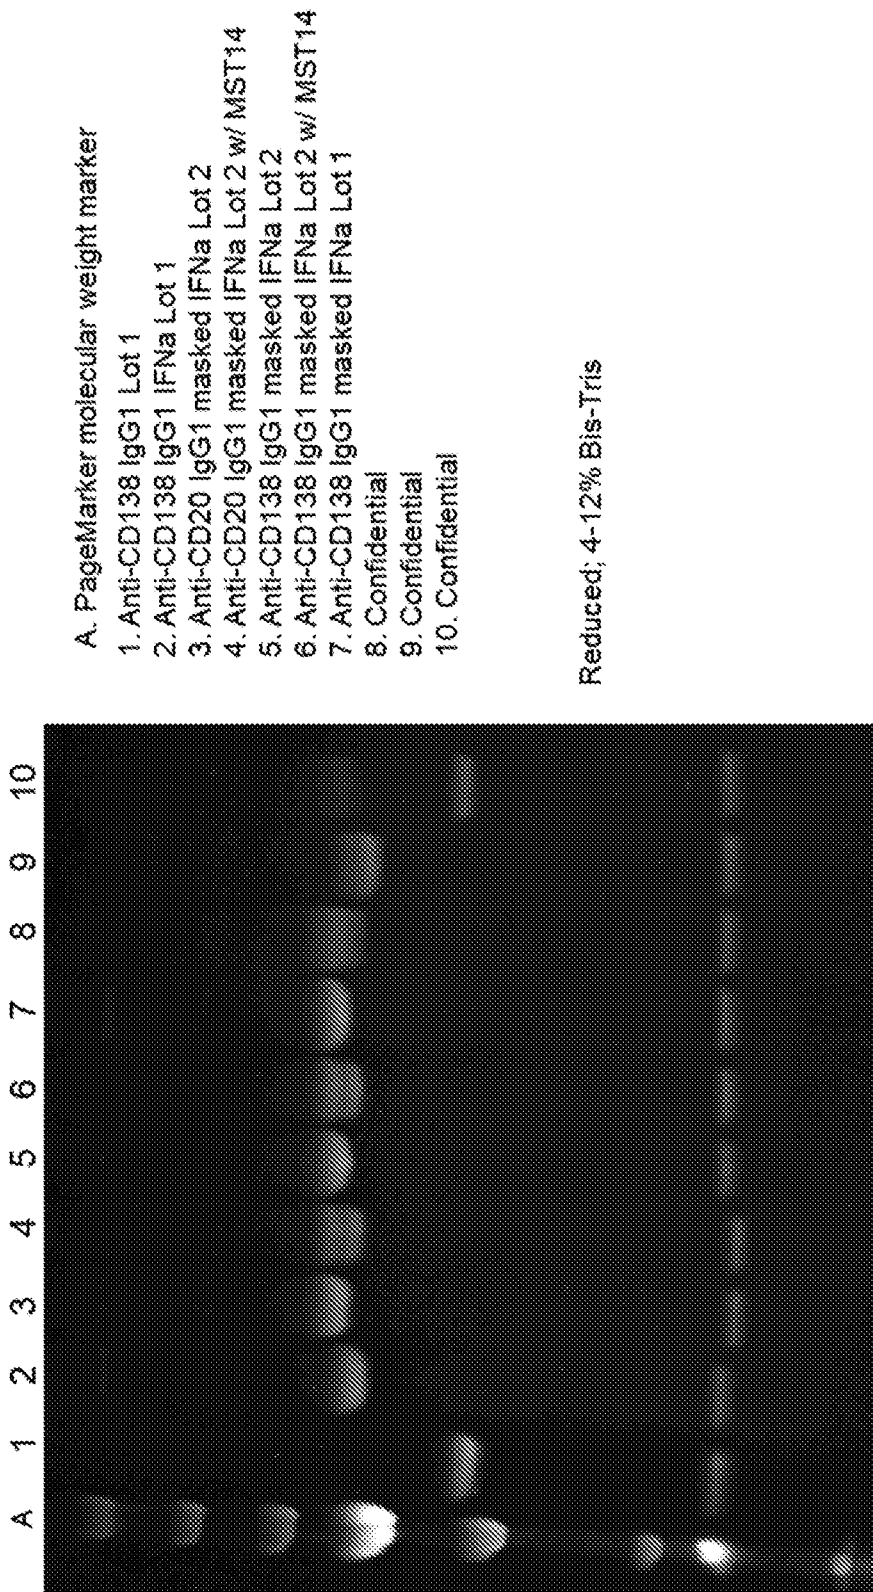 A 1 2 3 4 5 6 7 8 9 10
A. PageMarker molecular weight marker
1. Anti-CD138 IgG1 Lot 1
2. Anti-CD138 IgG1 IFNa Lot 1
3. Anti-CD20 IgG1 masked IFNa Lot 2
4. Anti-CD20 IgG1 masked IFNa Lot 2 w/ MST14
5. Anti-CD138 IgG1 masked IFNa Lot 2
6. Anti-CD138 IgG1 masked IFNa Lot 2 w/ MST14
7. Anti-CD138 IgG1 masked IFNa Lot 1
8. Confidential
9. Confidential
10. Confidential
Reduced; 4-12% Bis-Tris